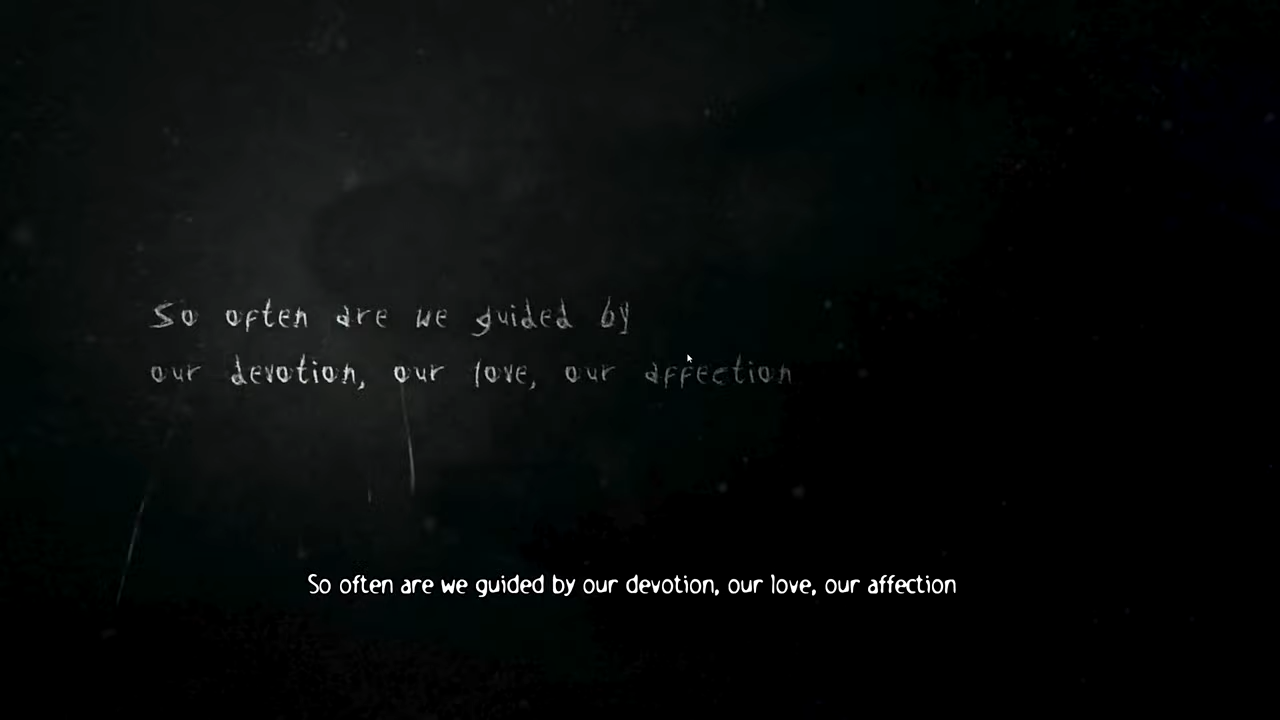 So often are we guided by
our devotion, our love, our affection
So often are we guided by our devotion, our love, our affection